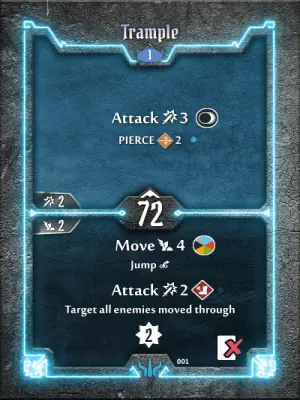 Trample
1
Attack 3
PIERCE 2
2
72
2
Move 4
Jump
Attack 2
Target all enemies moved through
2
001